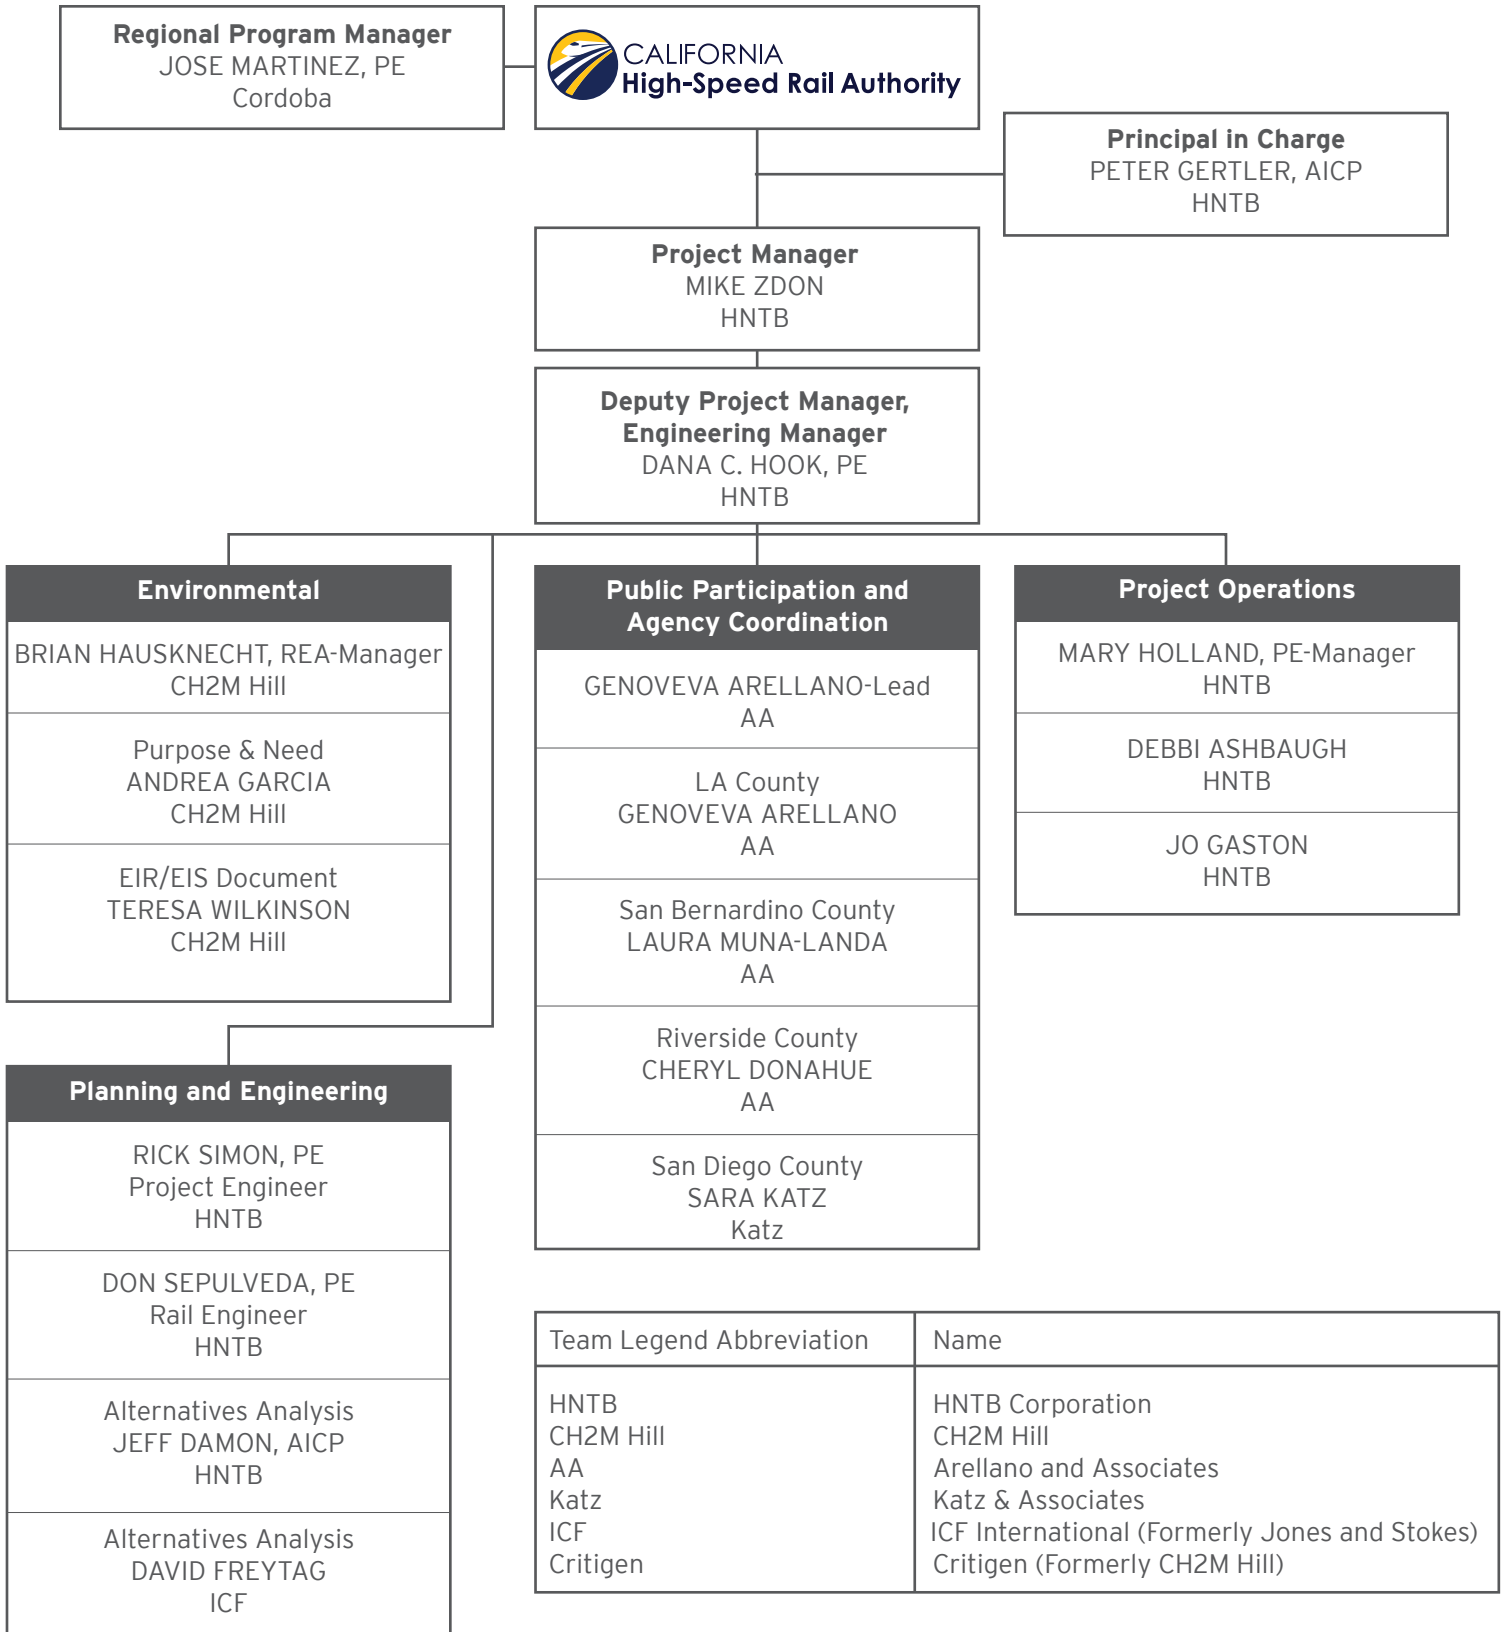 Regional Program Manager
JOSE MARTINEZ, PE
Cordoba
CALIFORNIA
High-Speed Rail Authority
Principal in Charge
PETER GERTLER, AICP
HNTB
Project Manager
MIKE ZDON
HNTB
Deputy Project Manager,
Engineering Manager
DANA C. HOOK, PE
HNTB
Environmental
BRIAN HAUSKNECHT, REA-Manager
CH2M Hill
Purpose & Need
ANDREA GARCIA
CH2M Hill
EIR/EIS Document
TERESA WILKINSON
CH2M Hill
Public Participation and
Agency Coordination
GENOVEVA ARELLANO-Lead
AA
LA County
GENOVEVA ARELLANO
AA
San Bernardino County
LAURA MUNA-LANDA
AA
Riverside County
CHERYL DONAHUE
AA
San Diego County
SARA KATZ
Katz
Project Operations
MARY HOLLAND, PE-Manager
HNTB
DEBBI ASHBAUGH
HNTB
JO GASTON
HNTB
Planning and Engineering
RICK SIMON, PE
Project Engineer
HNTB
DON SEPULVEDA, PE
Rail Engineer
HNTB
Alternatives Analysis
JEFF DAMON, AICP
HNTB
Alternatives Analysis
DAVID FREYTAG
ICF
Team Legend Abbreviation Name
HNTB HNTB Corporation
CH2M Hill CH2M Hill
AA Arellano and Associates
Katz Katz & Associates
ICF ICF International (Formerly Jones and Stokes)
Critigen Critigen (Formerly CH2M Hill)